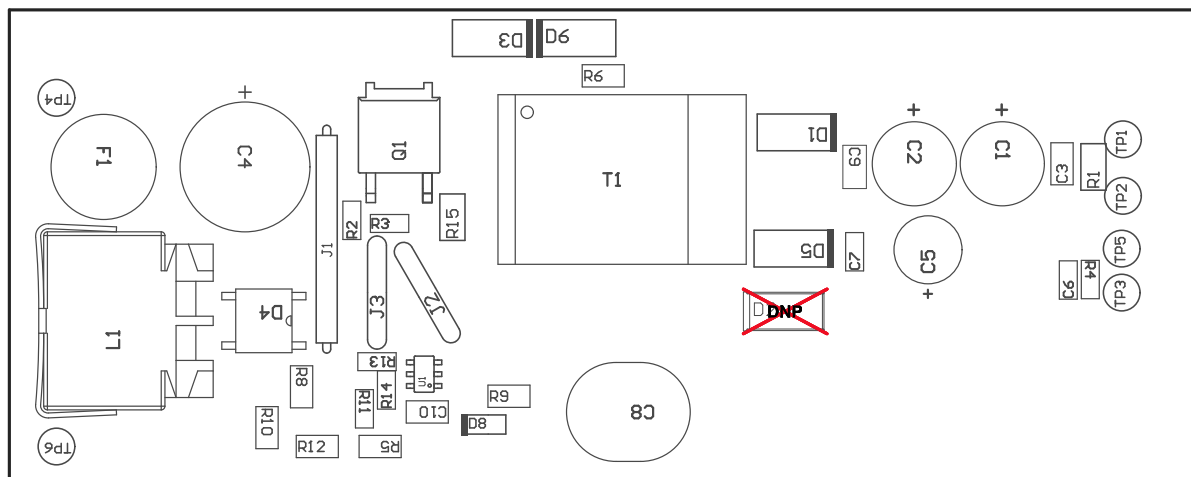 D3
D6
R6
TP4
+
F1
C4
Q1
T1
D1
C9
+
C2
+
C1
C3
R1
TP1
TP2
R2
R3
R15
J1
J3
J2
D5
C7
C5
+
C6
R4
TP5
TP3
L1
D4
D
DNP
R13
R14
U1
R8
R11
C10
R9
D8
C8
R10
R12
R5
TP6